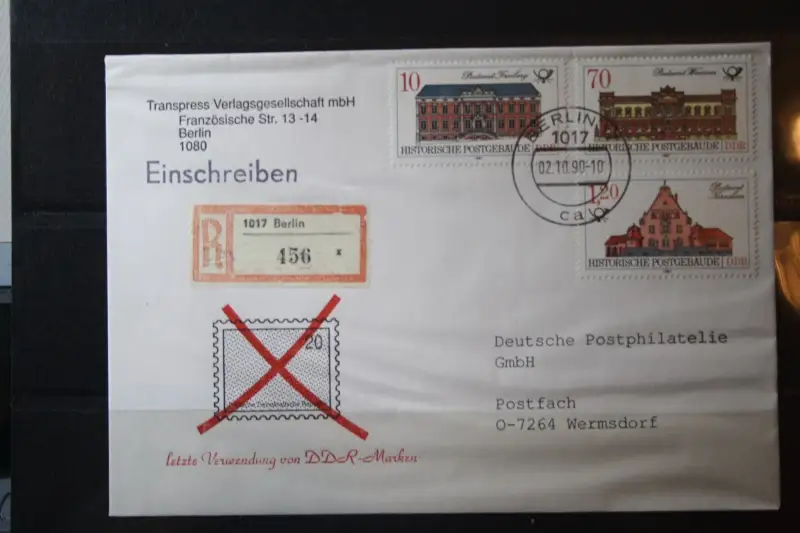 Transpress Verlagsgesellschaft mbH
Französische Str. 13 -14
Berlin
1080
Einschreiben
R
1017 Berlin
456 x
20
letzte Verwendung von DDR-Marken
10
HISTORISCHE POSTGEBÄUDE DDR
70
HISTORISCHE POSTGEBÄUDE DDR
BERLIN
1017
02.10.90-10
ca
1,20
HISTORISCHE POSTGEBÄUDE DDR
Deutsche Postphilatelie
GmbH
Postfach
O-7264 Wermsdorf